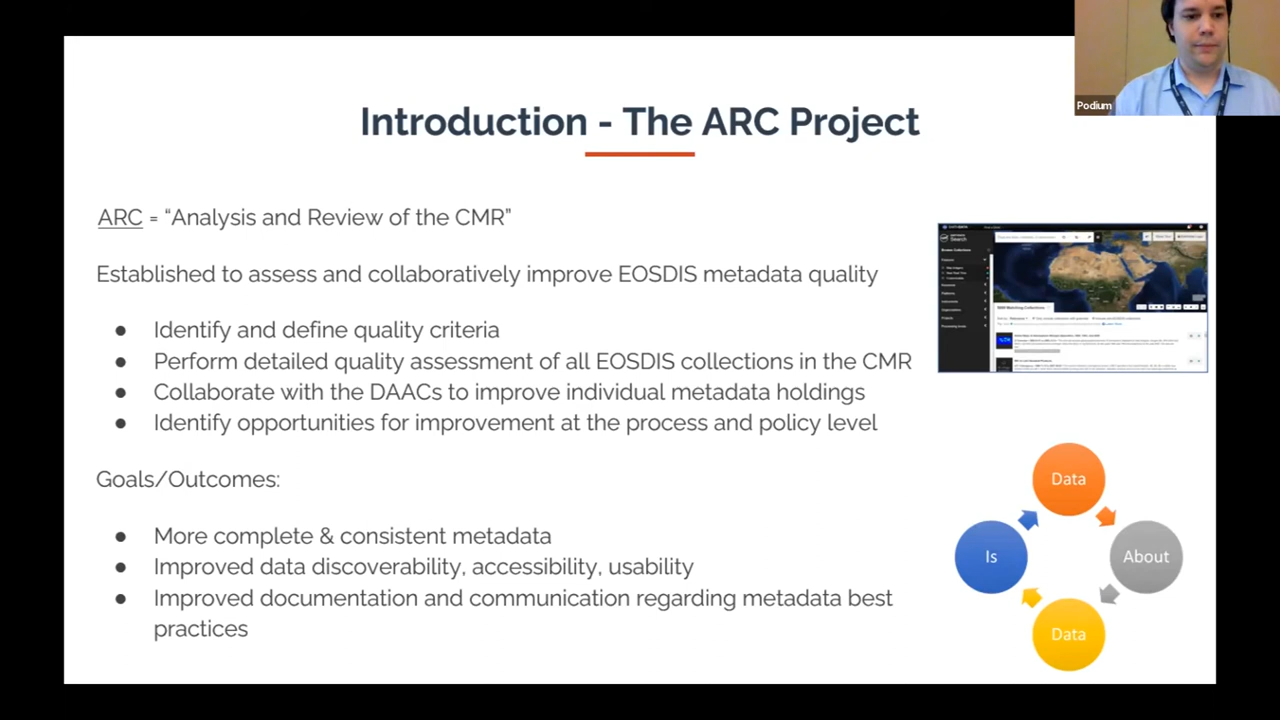 Podium
Introduction - The ARC Project
ARC = “Analysis and Review of the CMR”
Established to assess and collaboratively improve EOSDIS metadata quality
● Identify and define quality criteria
● Perform detailed quality assessment of all EOSDIS collections in the CMR
● Collaborate with the DAACs to improve individual metadata holdings
● Identify opportunities for improvement at the process and policy level
Goals/Outcomes:
● More complete & consistent metadata
● Improved data discoverability, accessibility, usability
● Improved documentation and communication regarding metadata best
practices
Search
Data
Is
About
Data